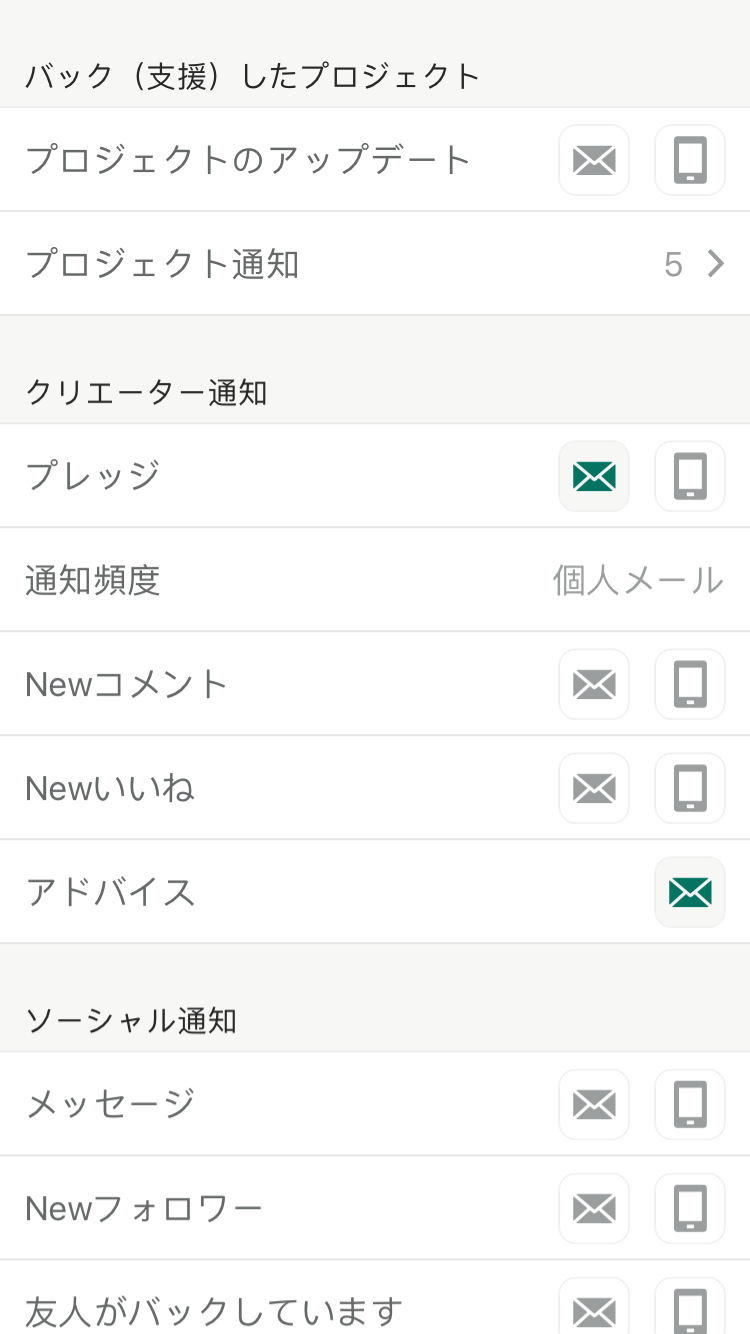 バック（支援）したプロジェクト
プロジェクトのアップデート
プロジェクト通知 5
クリエーター通知
プレッジ
通知頻度 個人メール
Newコメント
Newいいね
アドバイス
ソーシャル通知
メッセージ
Newフォロワー
友人がバックしています